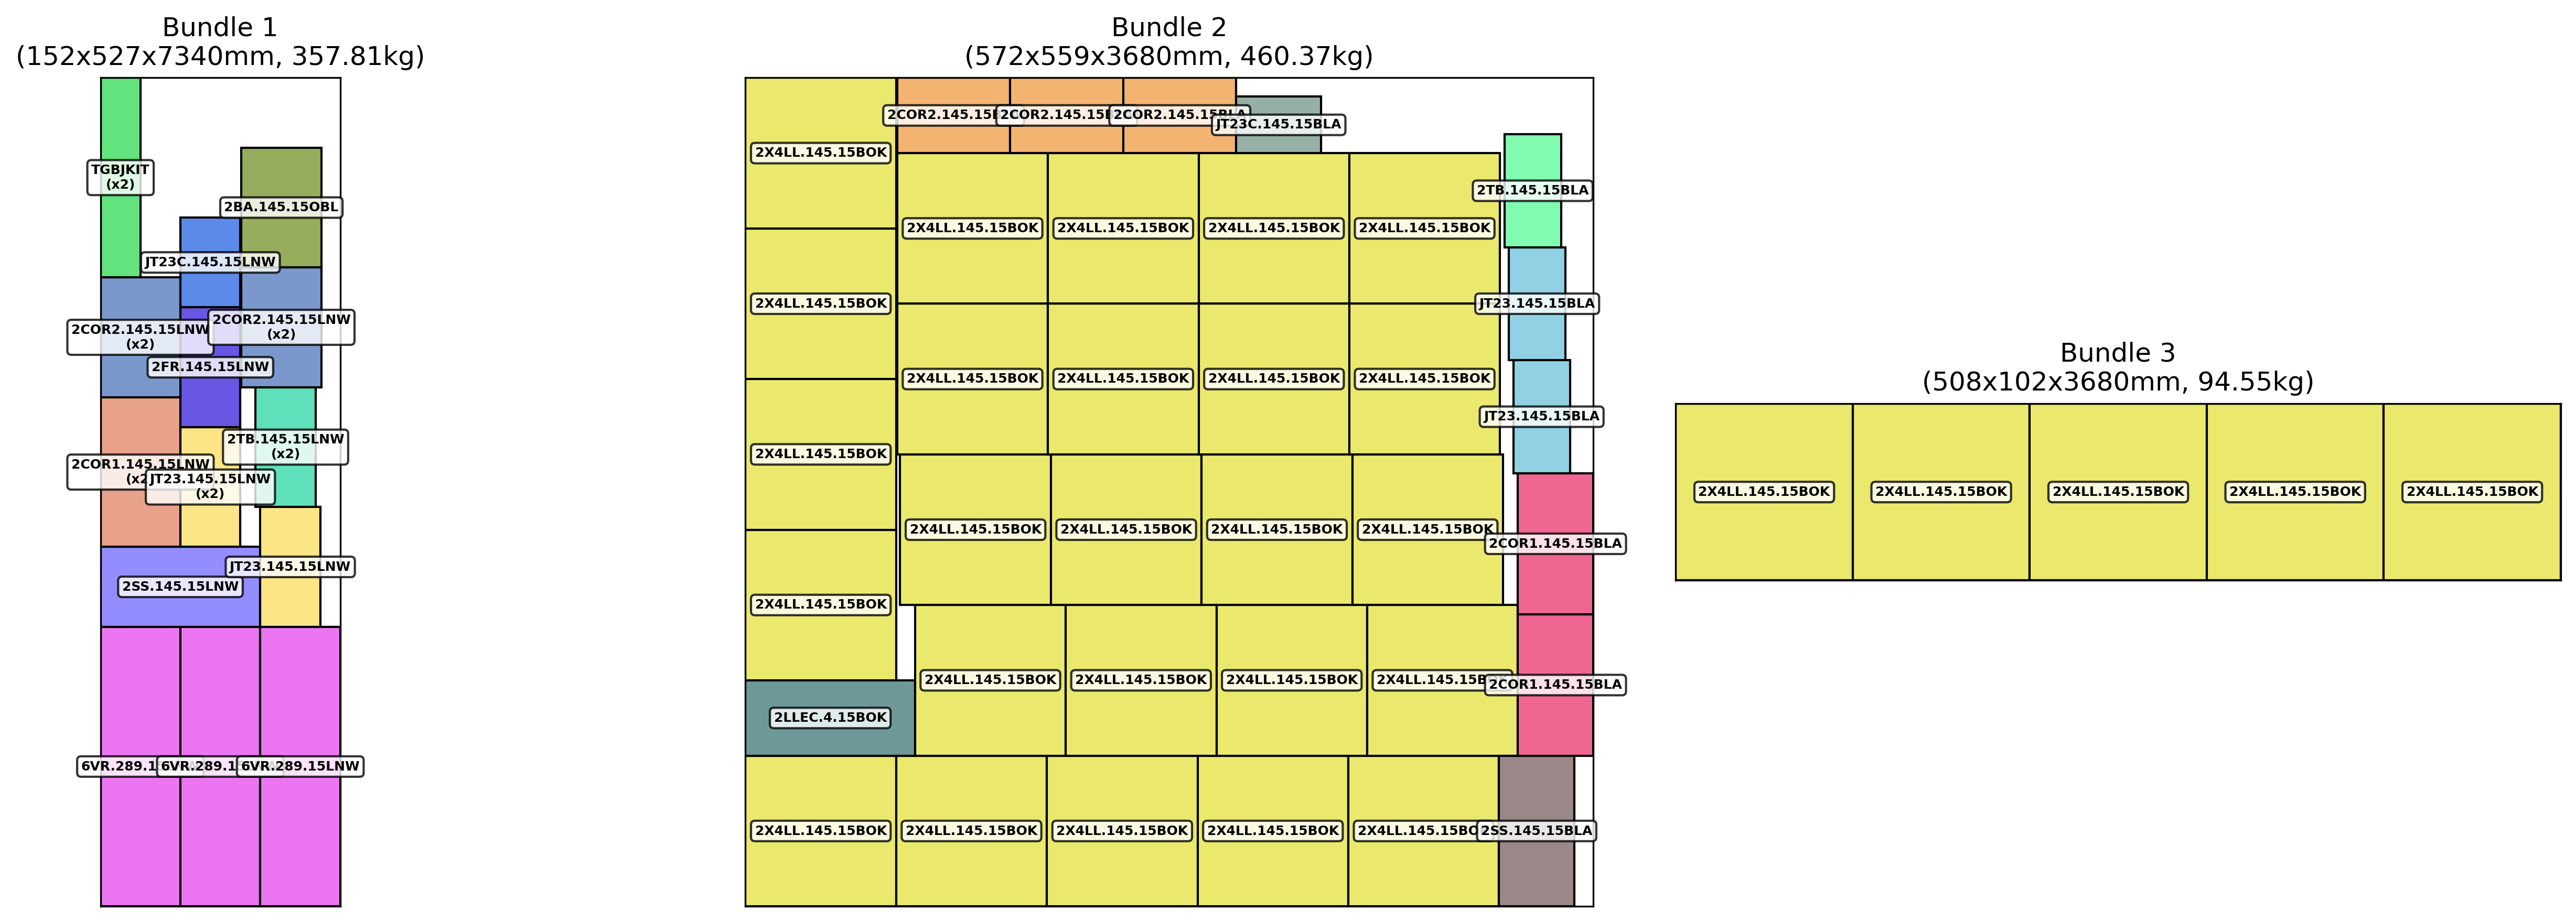 Bundle 1
(152x527x7340mm, 357.81kg)
TGBJKIT
(x2)
2BA.145.15OBL
JT23C.145.15LNW
2COR2.145.15LNW
(x2)
2COR2.145.15LNW
(x2)
2FR.145.15LNW
2TB.145.15LNW
(x2)
2COR1.145.15LNW
(x2
JT23.145.15LNW
(x2)
JT23.145.15LNW
2SS.145.15LNW
6VR.289.1
6VR.289.1
6VR.289.15LNW
Bundle 2
(572x559x3680mm, 460.37kg)
2COR2.145.15
2COR2.145.15
2COR2.145.15BLA
JT23C.145.15BLA
2X4LL.145.15BOK
2TB.145.15BLA
2X4LL.145.15BOK
2X4LL.145.15BOK
2X4LL.145.15BOK
2X4LL.145.15BOK
2X4LL.145.15BOK
JT23.145.15BLA
2X4LL.145.15BOK
2X4LL.145.15BOK
2X4LL.145.15BOK
2X4LL.145.15BOK
JT23.145.15BLA
2X4LL.145.15BOK
2X4LL.145.15BOK
2X4LL.145.15BOK
2X4LL.145.15BOK
2X4LL.145.15BOK
2COR1.145.15BLA
2X4LL.145.15BOK
2X4LL.145.15BOK
2X4LL.145.15BOK
2X4LL.145.15BOK
2X4LL.145.15B
2COR1.145.15BLA
2LLEC.4.15BOK
2X4LL.145.15BOK
2X4LL.145.15BOK
2X4LL.145.15BOK
2X4LL.145.15BOK
2X4LL.145.15BO
2SS.145.15BLA
Bundle 3
(508x102x3680mm, 94.55kg)
2X4LL.145.15BOK
2X4LL.145.15BOK
2X4LL.145.15BOK
2X4LL.145.15BOK
2X4LL.145.15BOK